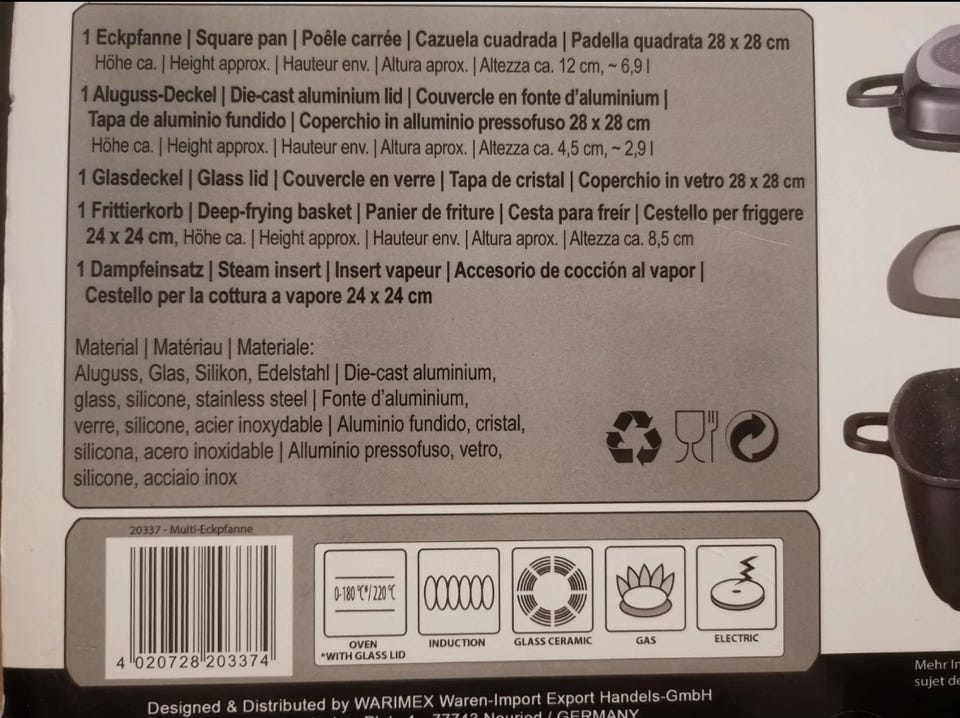 1 Eckpfanne | Square pan | Poêle carrée | Cazuela cuadrada | Padella quadrata 28 x 28 cm
Höhe ca. | Height approx. | Hauteur env. | Altura aprox. | Altezza ca. 12 cm, ~ 6,9 l
1 Aluguss-Deckel | Die-cast aluminium lid | Couvercle en fonte d'aluminium |
Tapa de aluminio fundido | Coperchio in alluminio pressofuso 28 x 28 cm
Höhe ca. | Height approx. | Hauteur env. | Altura aprox. | Altezza ca. 4,5 cm, ~ 2,9 l
1 Glasdeckel | Glass lid | Couvercle en verre | Tapa de cristal | Coperchio in vetro 28 x 28 cm
1 Frittierkorb | Deep-frying basket | Panier de friture | Cesta para freír | Cestello per friggere
24 x 24 cm, Höhe ca. | Height approx. | Hauteur env. | Altura aprox. | Altezza ca. 8,5 cm
1 Dampfeinsatz | Steam insert | Insert vapeur | Accesorio de cocción al vapor |
Cestello per la cottura a vapore 24 x 24 cm
Material | Matériau | Materiale:
Aluguss, Glas, Silikon, Edelstahl | Die-cast aluminium,
glass, silicone, stainless steel | Fonte d'aluminium,
verre, silicone, acier inoxydable | Aluminio fundido, cristal,
silicona, acero inoxidable | Alluminio pressofuso, vetro,
silicone, acciaio inox
20337 - Multi-Eckpfanne
4 020728 203374
0-180 °C*/220 °C
OVEN
*WITH GLASS LID
INDUCTION
GLASS CERAMIC
GAS
ELECTRIC
Mehr In
sujet de
Designed & Distributed by WARIMEX Waren-Import Export Handels-GmbH
1 · 77743 Neuried / GERMANY